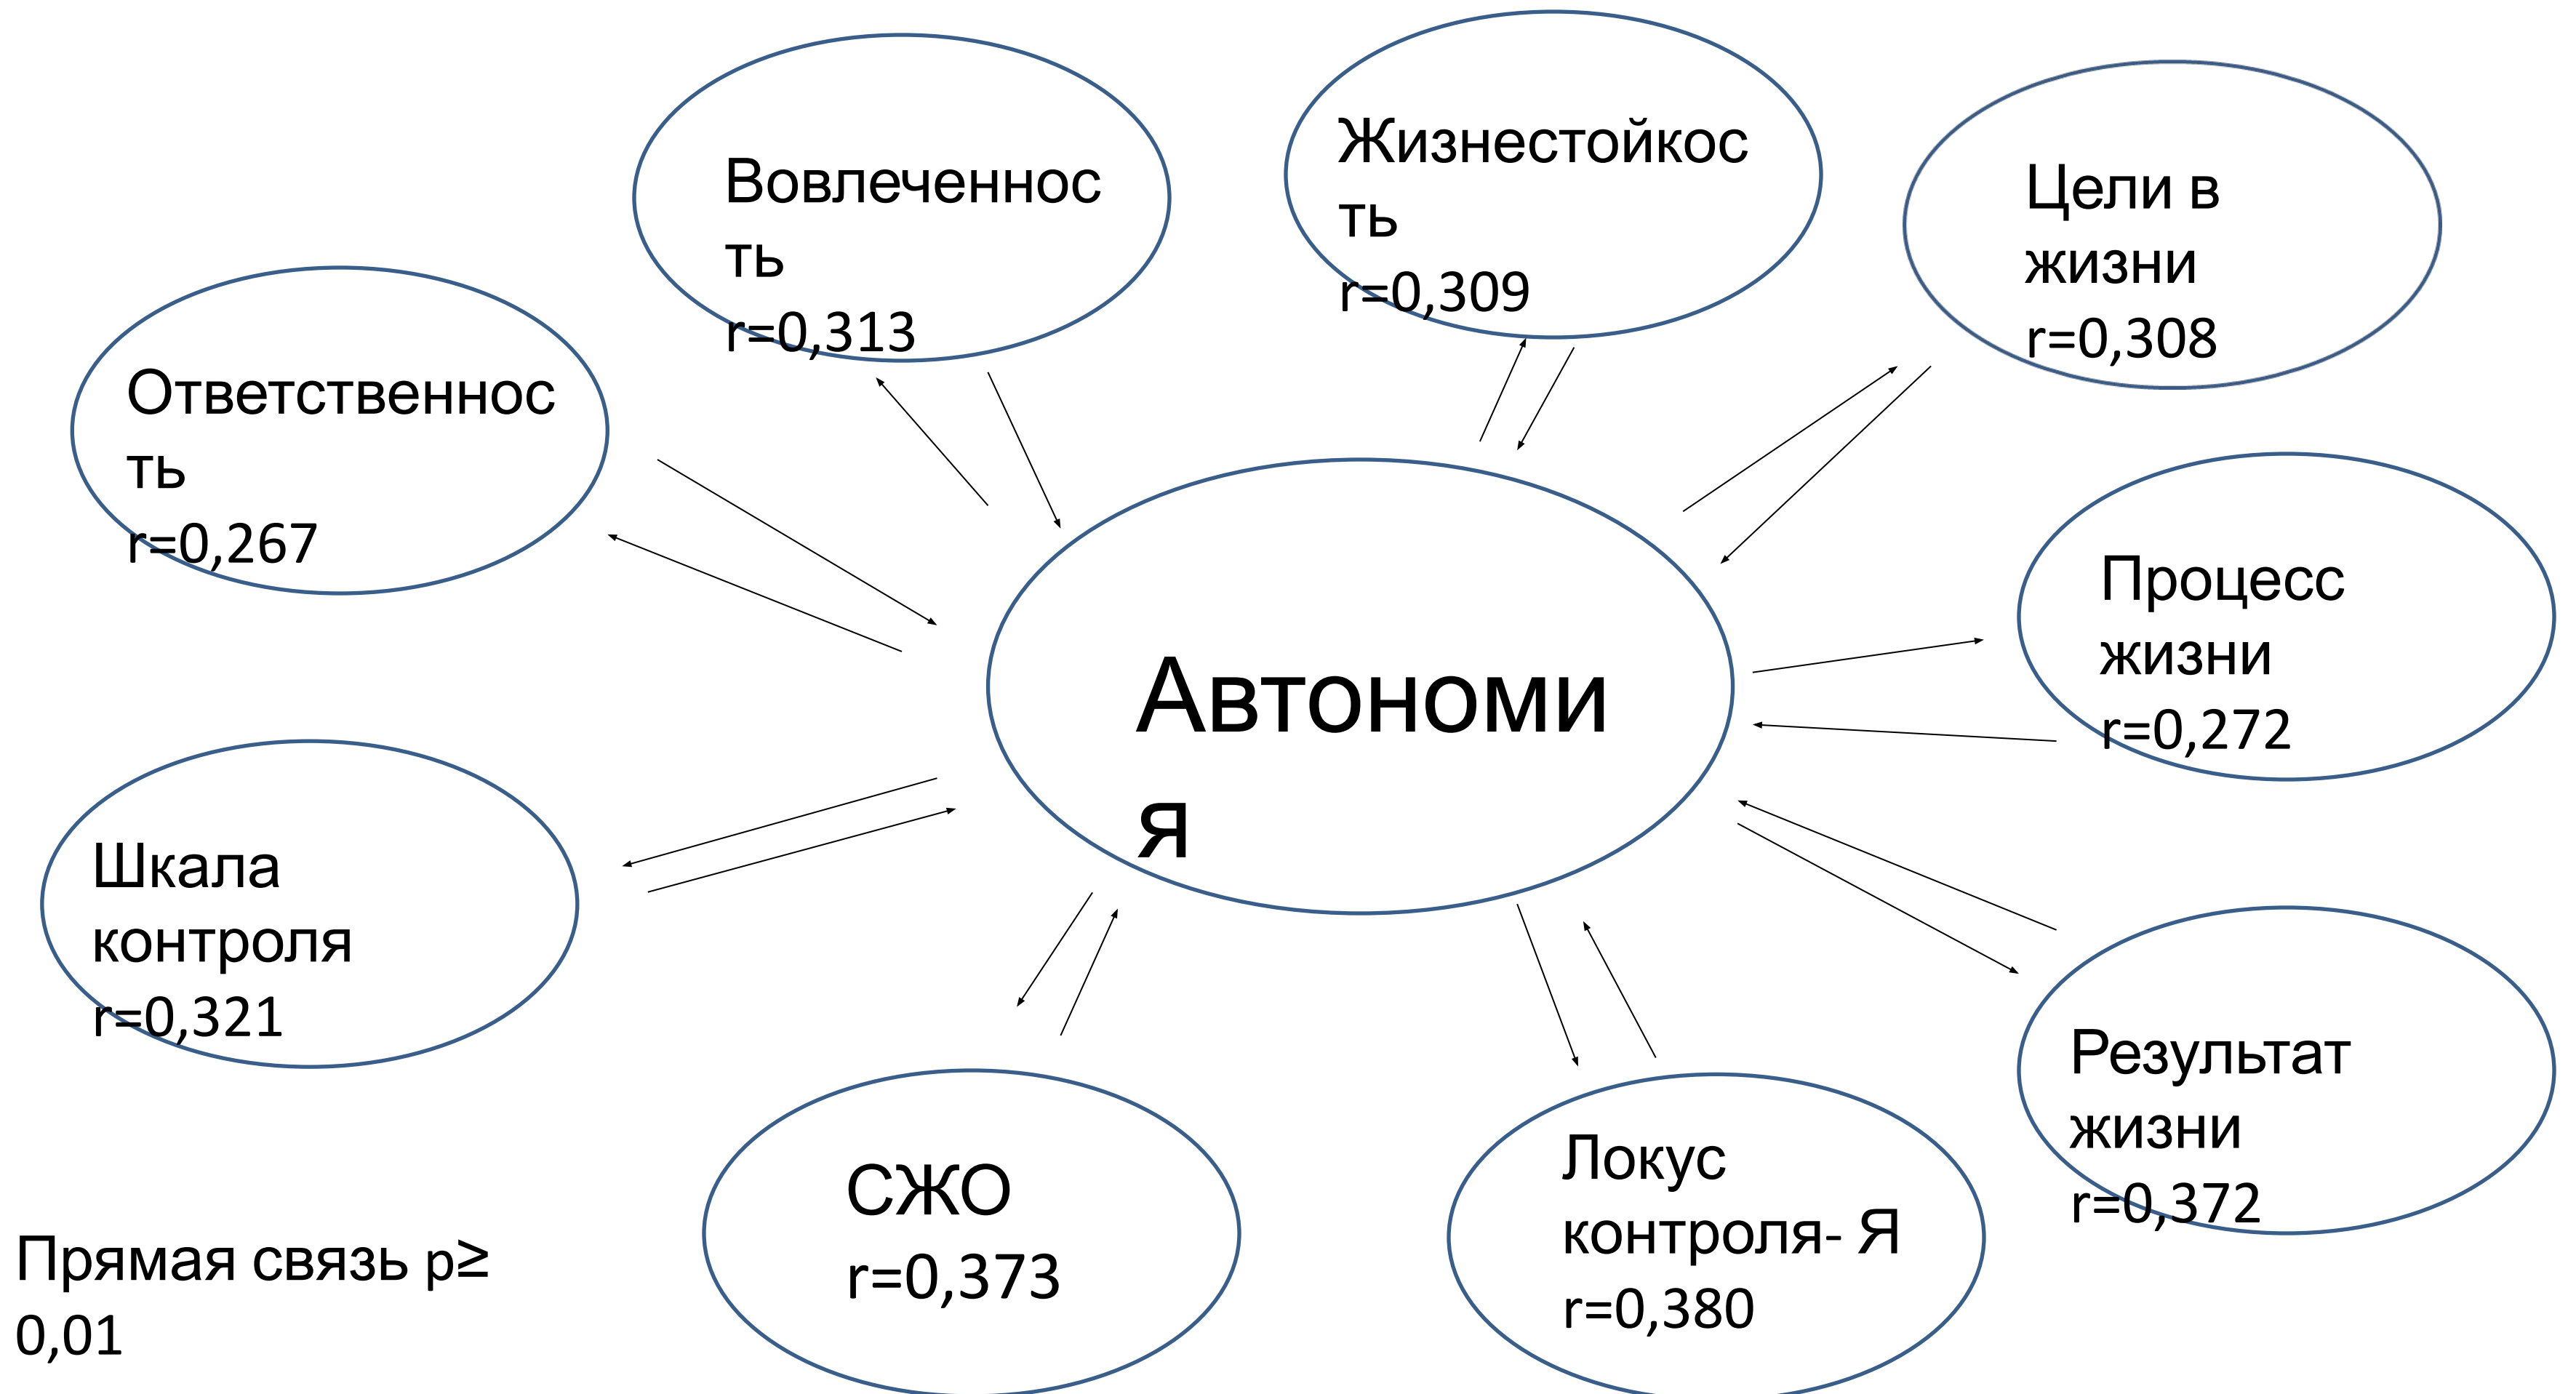 Вовлеченнос
ть
r=0,313
Жизнестойкос
ть
r=0,309
Цели в
жизни
r=0,308
Ответственнос
ть
r=0,267
Процесс
жизни
r=0,272
Автономи
я
Шкала
контроля
r=0,321
Результат
жизни
r=0,372
СЖО
r=0,373
Локус
контроля- Я
r=0,380
Прямая связь p≥
0,01